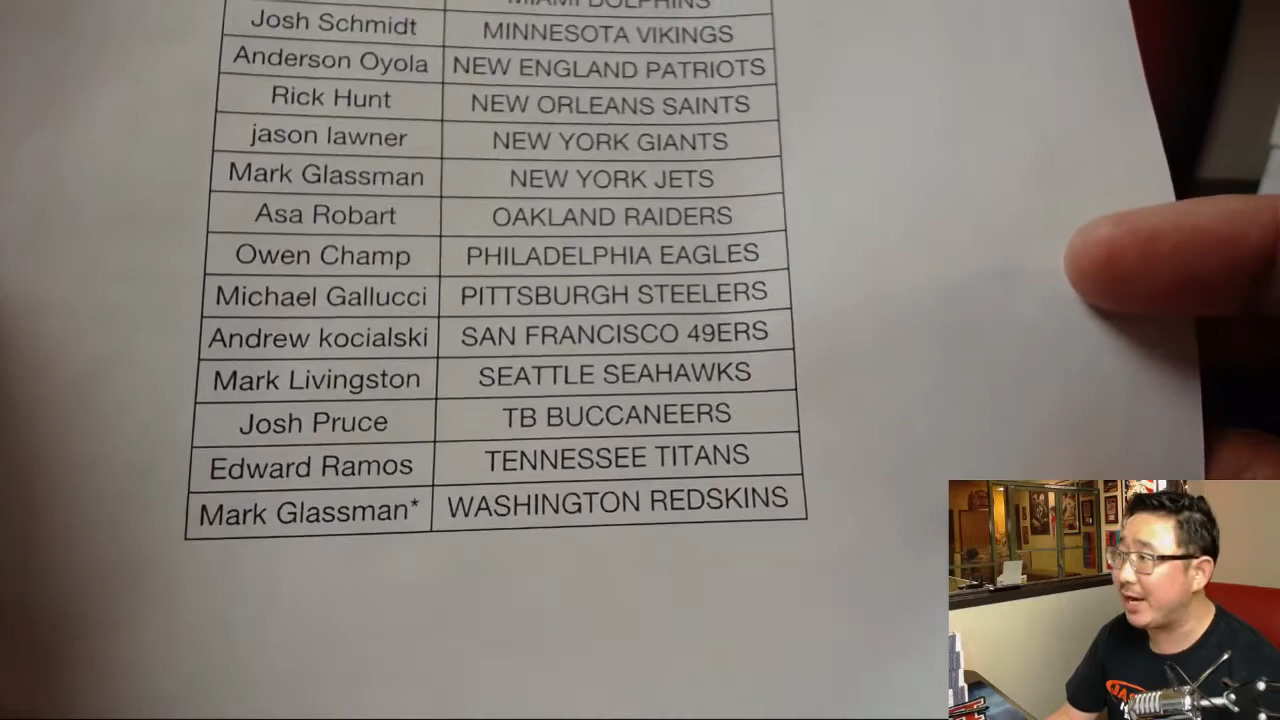 MIAMI DOLPHINS
Josh Schmidt MINNESOTA VIKINGS
Anderson Oyola NEW ENGLAND PATRIOTS
Rick Hunt NEW ORLEANS SAINTS
jason lawner NEW YORK GIANTS
Mark Glassman NEW YORK JETS
Asa Robart OAKLAND RAIDERS
Owen Champ PHILADELPHIA EAGLES
Michael Gallucci PITTSBURGH STEELERS
Andrew kocialski SAN FRANCISCO 49ERS
Mark Livingston SEATTLE SEAHAWKS
Josh Pruce TB BUCCANEERS
Edward Ramos TENNESSEE TITANS
Mark Glassman* WASHINGTON REDSKINS